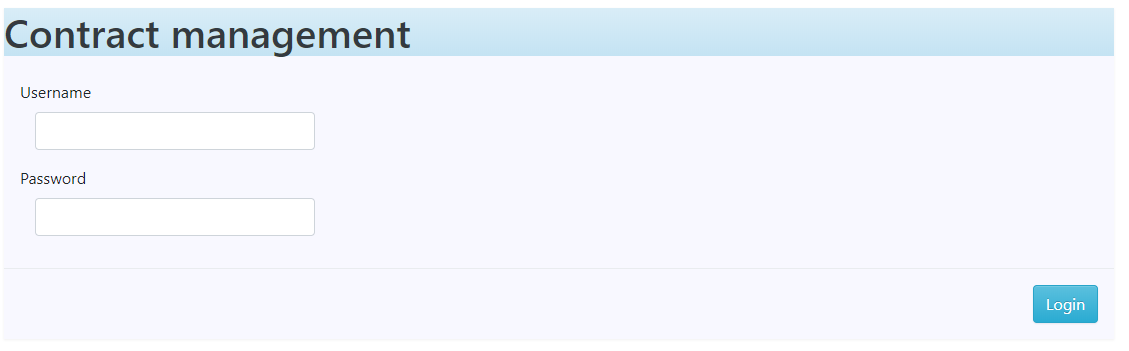 Contract management
Username
Password
Login